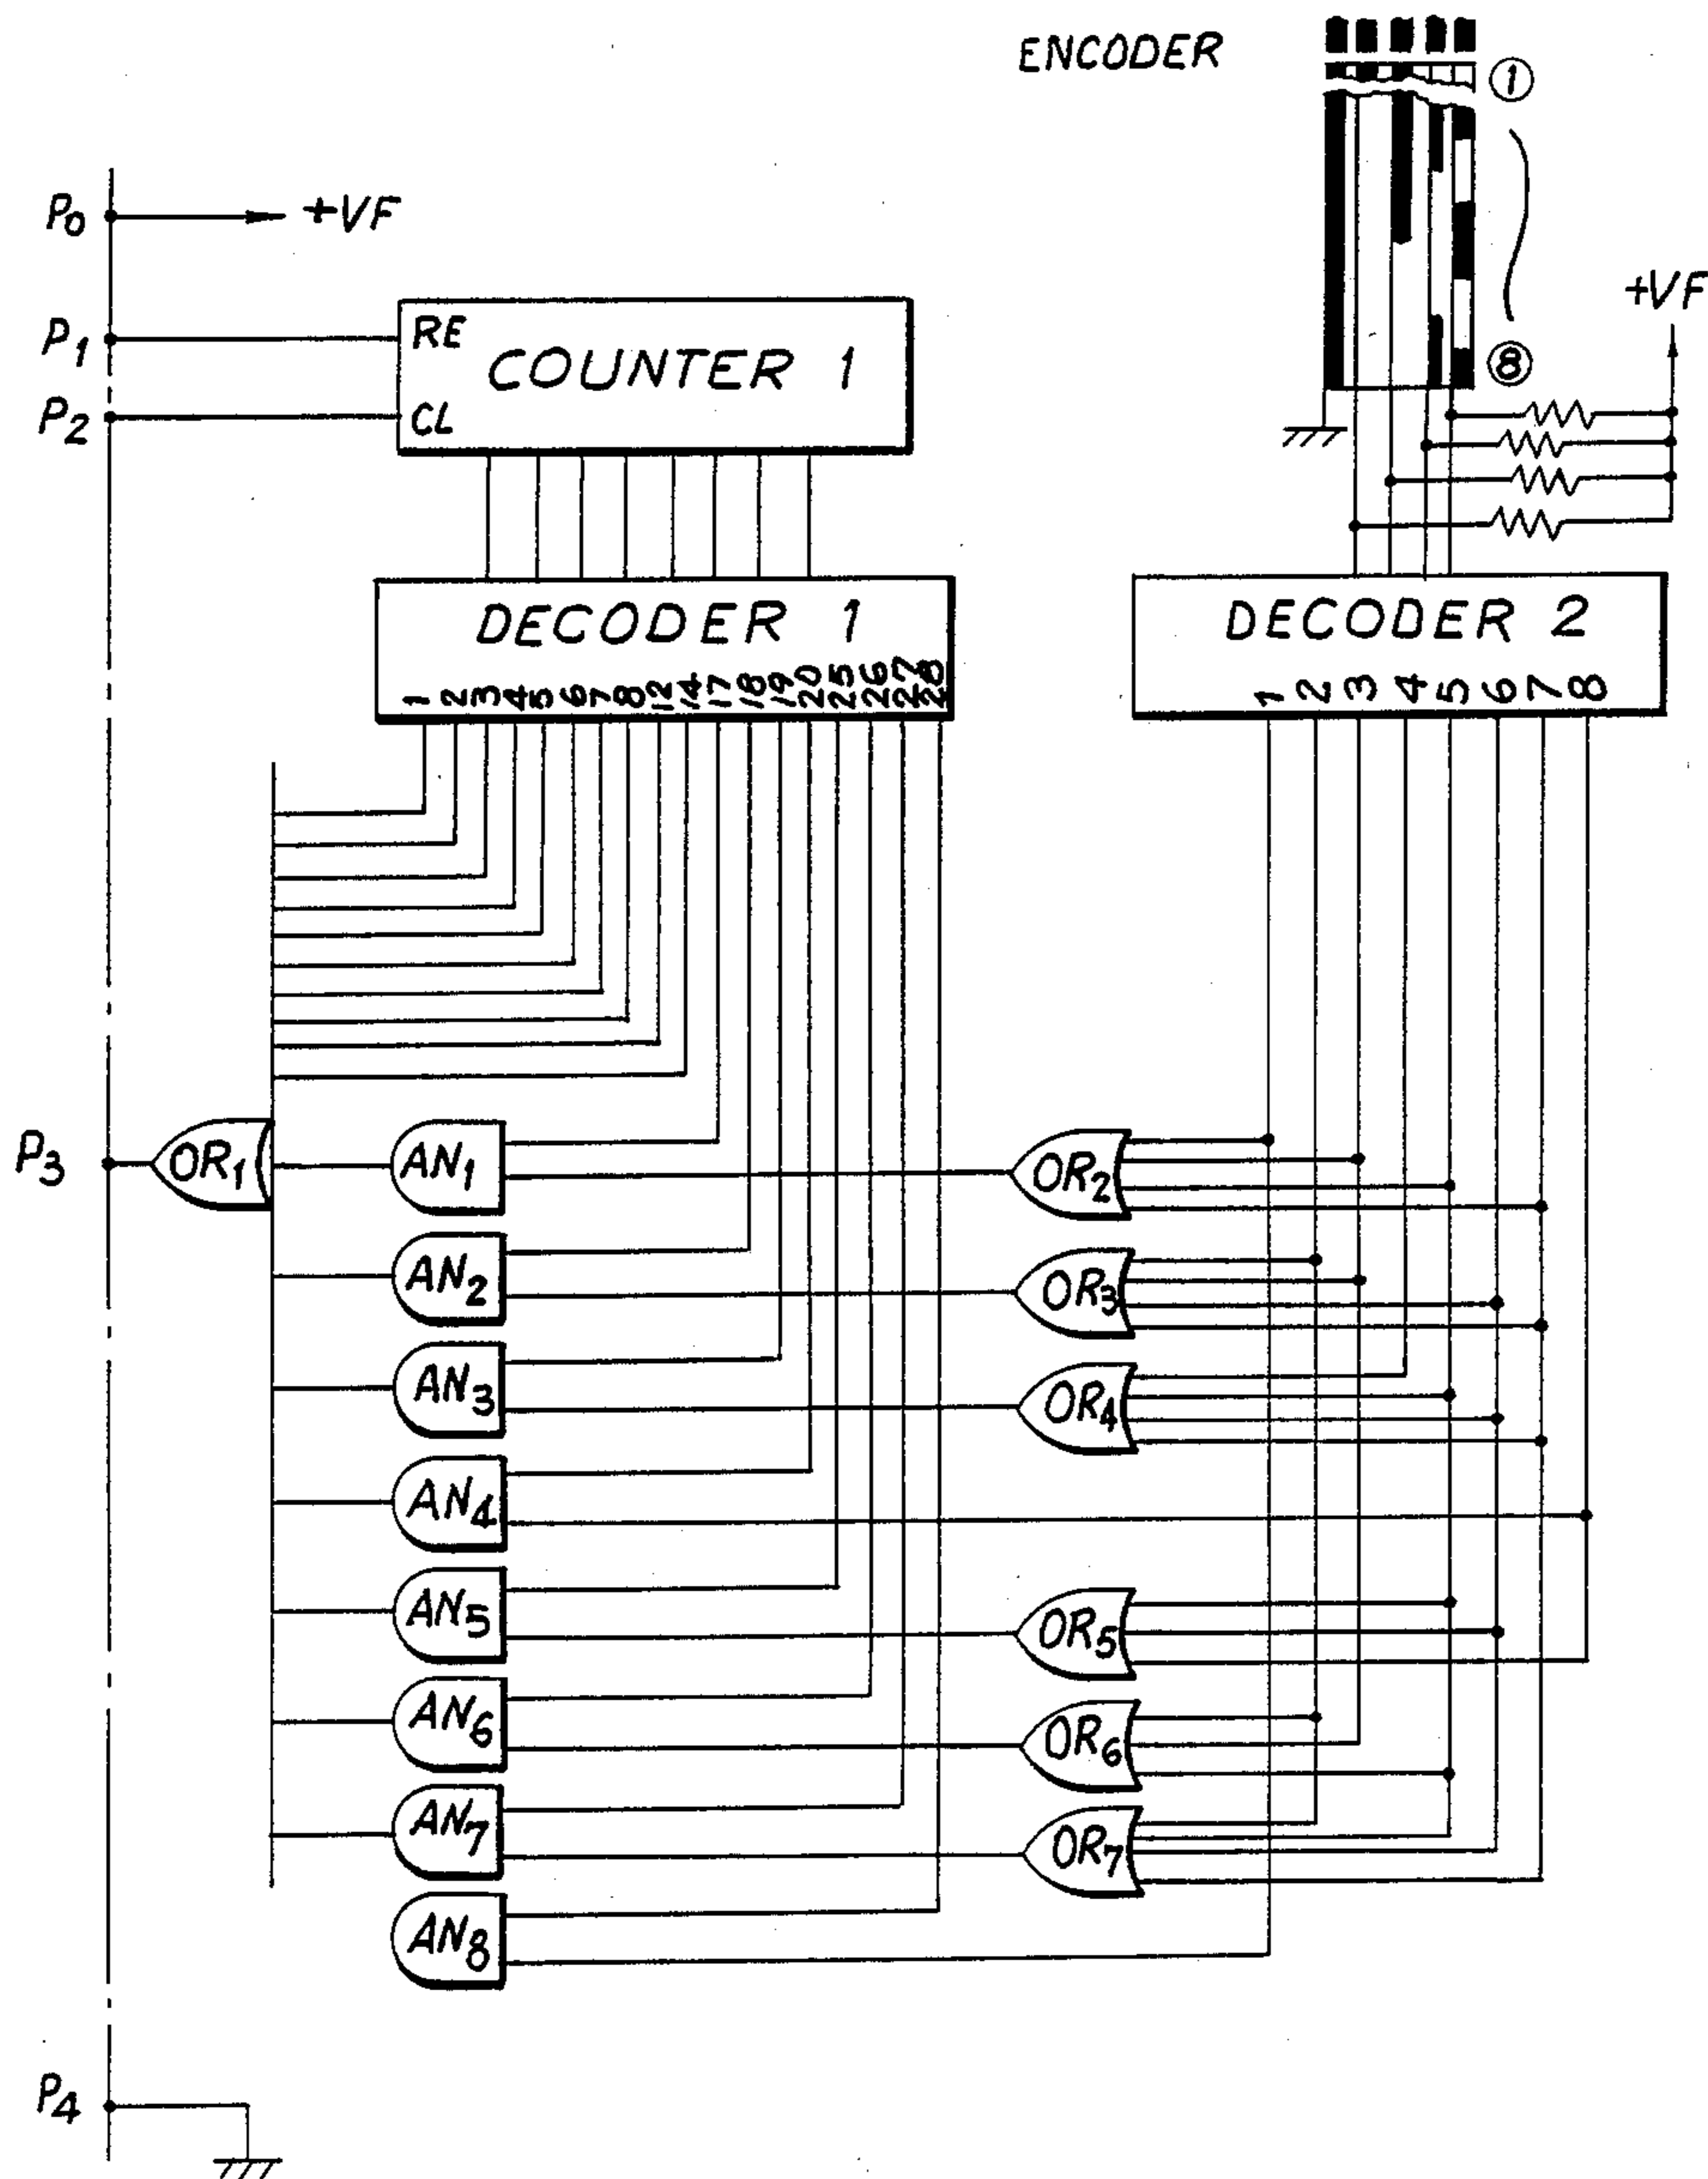 ENCODER
①
⑧
+VF
P0
+VF
P1
P2
RE
COUNTER 1
CL
DECODER 1
1 2 3 4 5 6 7 8 12 14 17 18 19 20 25 26 27 28
DECODER 2
1 2 3 4 5 6 7 8
P3
OR1
AN1
OR2
AN2
OR3
AN3
OR4
AN4
AN5
OR5
AN6
OR6
AN7
OR7
AN8
P4